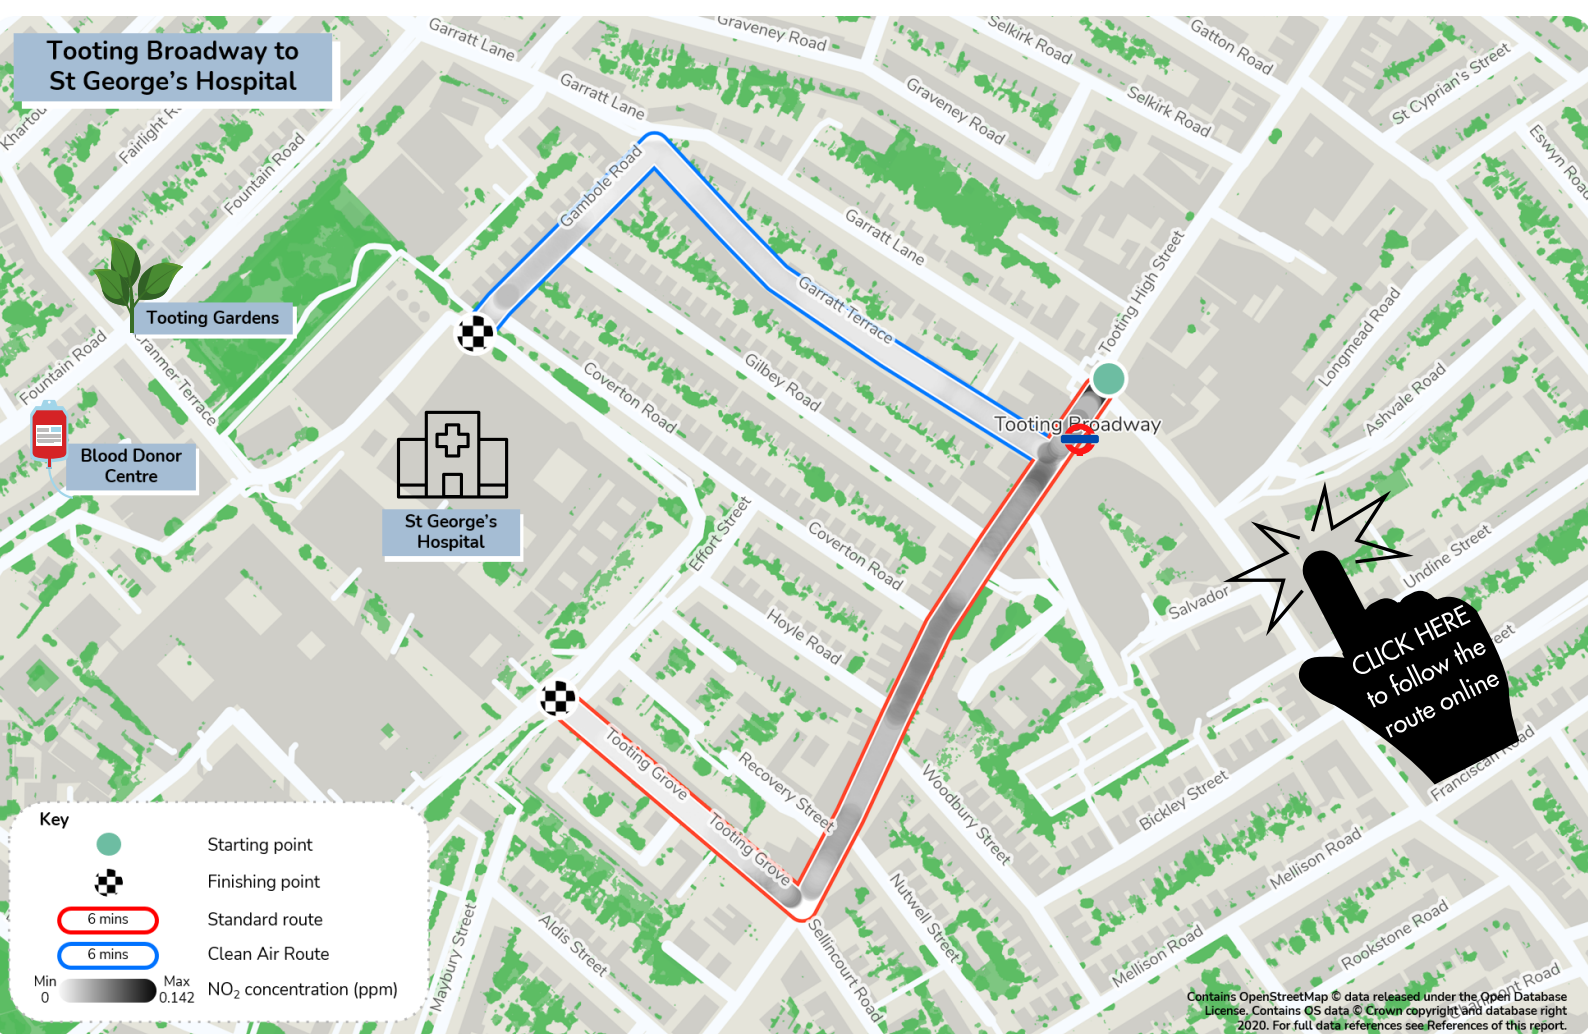 Tooting Broadway to
St George's Hospital
Garratt Lane
Graveney Road
Selkirk Road
Gatton Road
St Cyprian's Street
Garratt Lane
Graveney Road
Selkirk Road
Eswyn Road
Khartou
Fairlight R
Fountain Road
Gambole Road
Garratt Lane
Tooting High Street
Tooting Gardens
Garratt Terrace
Longmead Road
Fountain Road
ranmer Terrace
Coverton Road
Gilbey Road
Ashvale Road
Tooting Broadway
Blood Donor
Centre
St George's
Hospital
Effort Street
Coverton Road
Undine Street
Salvador
Hoyle Road
CLICK HERE
to follow the
route online
reet
Tooting Grove
Recovery Street
Woodbury Street
Bickley Street
Franciscan Road
Tooting Grove
Mellison Road
Nutwell Street
Aldis Street
Sellincourt Road
Maybury Street
Mellison Road
Rookstone Road
Charlmont Road
Key
Starting point
Finishing point
6 mins Standard route
6 mins Clean Air Route
Min Max
0 0.142 NO₂ concentration (ppm)
Contains OpenStreetMap © data released under the Open Database
License. Contains OS data © Crown copyright and database right
2020. For full data references see References of this report.